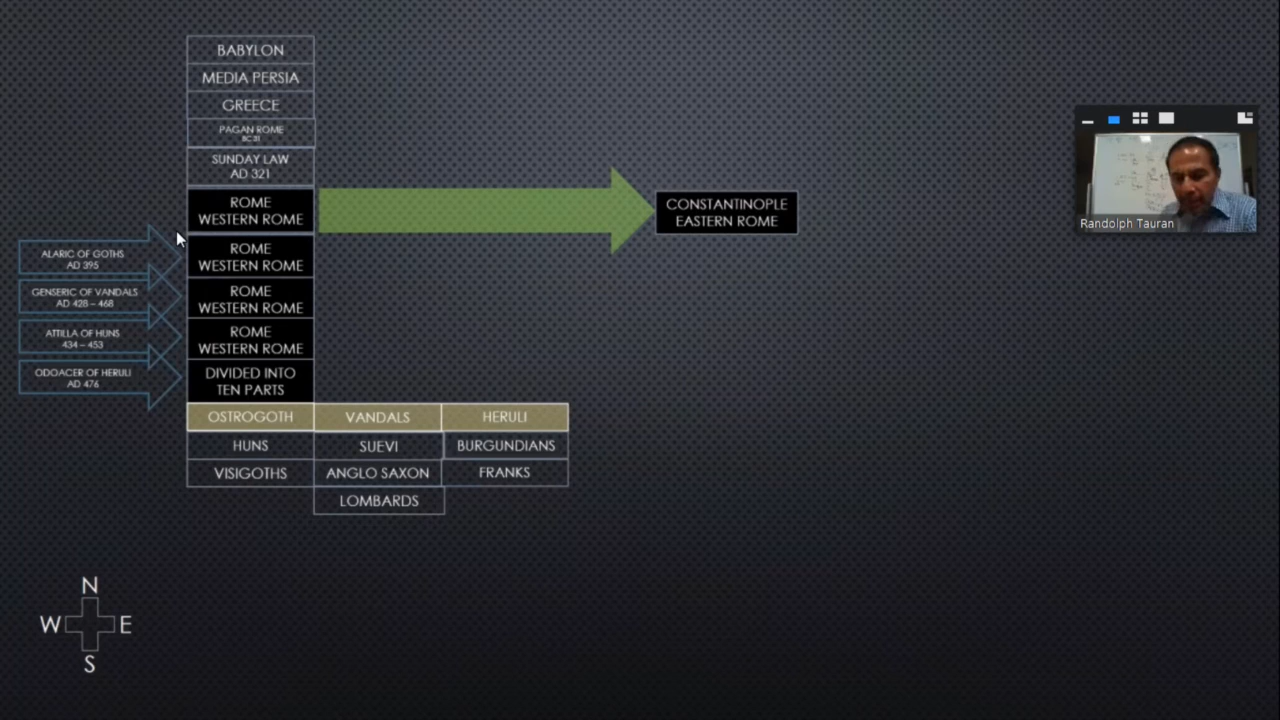 BABYLON
MEDIA PERSIA
GREECE
PAGAN ROME
BC 31
SUNDAY LAW
AD 321
ROME
WESTERN ROME
CONSTANTINOPLE
EASTERN ROME
Randolph Tauran
ALARIC OF GOTHS
AD 395
ROME
WESTERN ROME
GENSERIC OF VANDALS
AD 428 – 468
ROME
WESTERN ROME
ATTILLA OF HUNS
434 – 453
ROME
WESTERN ROME
ODOACER OF HERULI
AD 476
DIVIDED INTO
TEN PARTS
OSTROGOTH VANDALS HERULI
HUNS SUEVI BURGUNDIANS
VISIGOTHS ANGLO SAXON FRANKS
LOMBARDS
N
W E
S